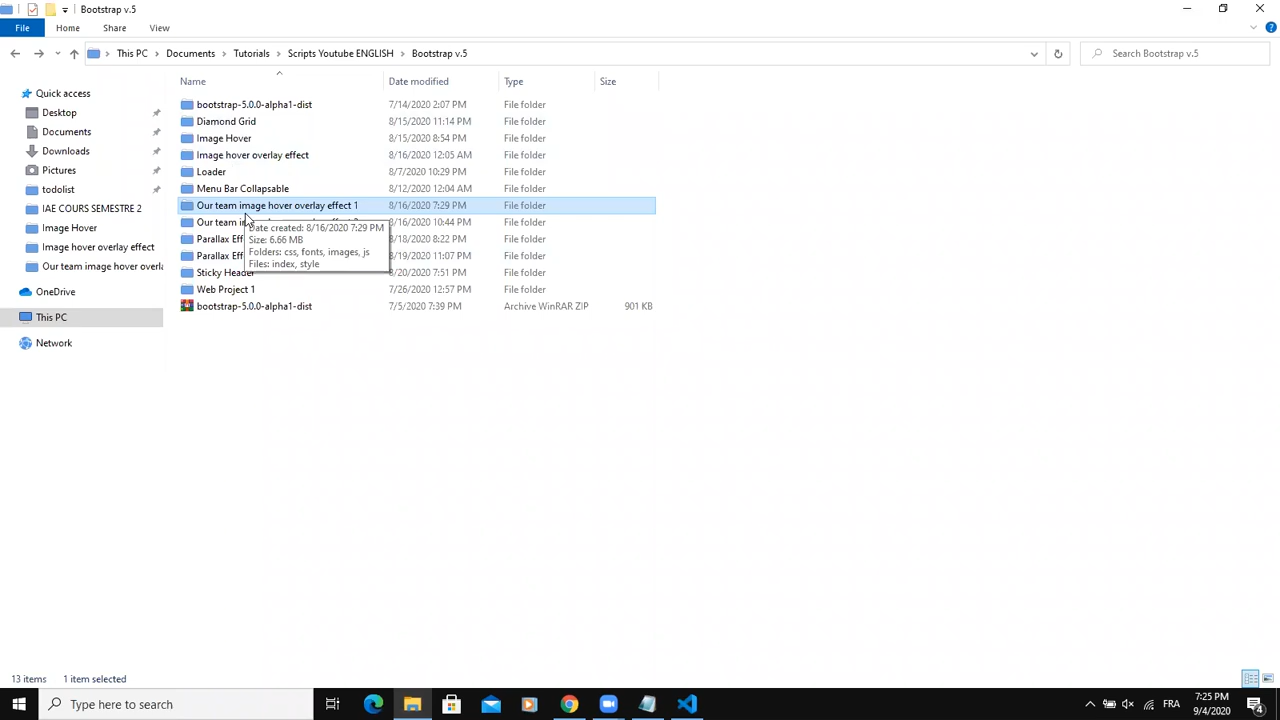 Bootstrap v.5
File Home Share View
This PC Documents Tutorials Scripts Youtube ENGLISH Bootstrap v.5
Search Bootstrap v.5
Name Date modified Type Size
Quick access
Desktop
Documents
Downloads
Pictures
todolist
IAE COURS SEMESTRE 2
Image Hover
Image hover overlay effect
Our team image hover overla
OneDrive
This PC
Network
bootstrap-5.0.0-alpha1-dist 7/14/2020 2:07 PM File folder
Diamond Grid 8/15/2020 11:14 PM File folder
Image Hover 8/15/2020 8:54 PM File folder
Image hover overlay effect 8/16/2020 12:05 AM File folder
Loader 8/7/2020 10:29 PM File folder
Menu Bar Collapsable 8/12/2020 12:04 AM File folder
Our team image hover overlay effect 1 8/16/2020 7:29 PM File folder
Our team i 8/16/2020 10:44 PM File folder
Parallax Ef 8/18/2020 8:22 PM File folder
Parallax Ef 8/19/2020 11:07 PM File folder
Sticky Header 8/20/2020 7:51 PM File folder
Web Project 1 7/26/2020 12:57 PM File folder
bootstrap-5.0.0-alpha1-dist 7/5/2020 7:39 PM Archive WinRAR ZIP 901 KB
Date created: 8/16/2020 7:29 PM
Size: 6.66 MB
Folders: css, fonts, images, js
Files: index, style
13 items 1 item selected
Type here to search
FRA
7:25 PM
9/4/2020
4